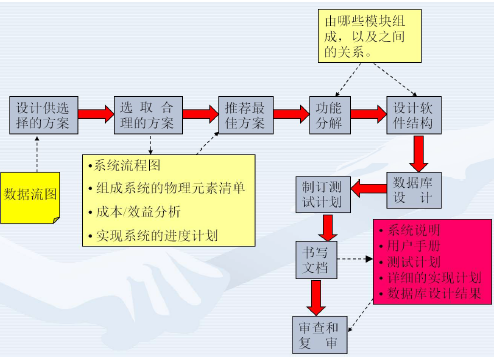 由哪些模块组
成，以及之间
的关系。
设计供选
择的方案
选 取 合
理的方案
推荐最
佳方案
功能
分解
设计软
件结构
数据流图
•系统流程图
•组成系统的物理元素清单
•成本/效益分析
•实现系统的进度计划
制订测
试计划
数据库
设 计
书写
文档
•系统说明
•用户手册
•测试计划
•详细的实现计划
•数据库设计结果
审查和
复 审